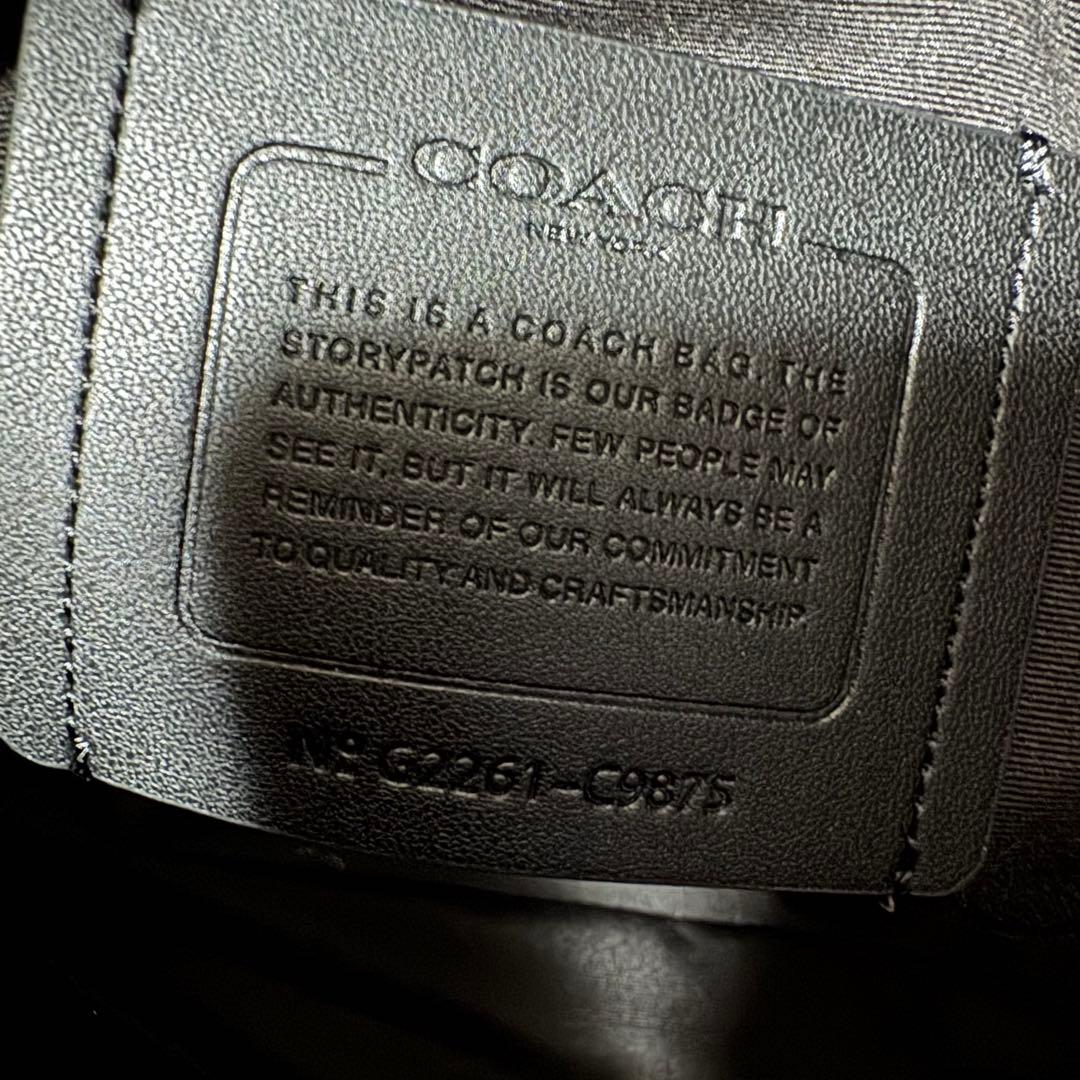 COACH
NEW YORK
THIS IS A COACH BAG. THE
STORYPATCH IS OUR BADGE OF
AUTHENTICITY. FEW PEOPLE MAY
SEE IT, BUT IT WILL ALWAYS BE A
REMINDER OF OUR COMMITMENT
TO QUALITY AND CRAFTSMANSHIP.
Nº G2261-C9875